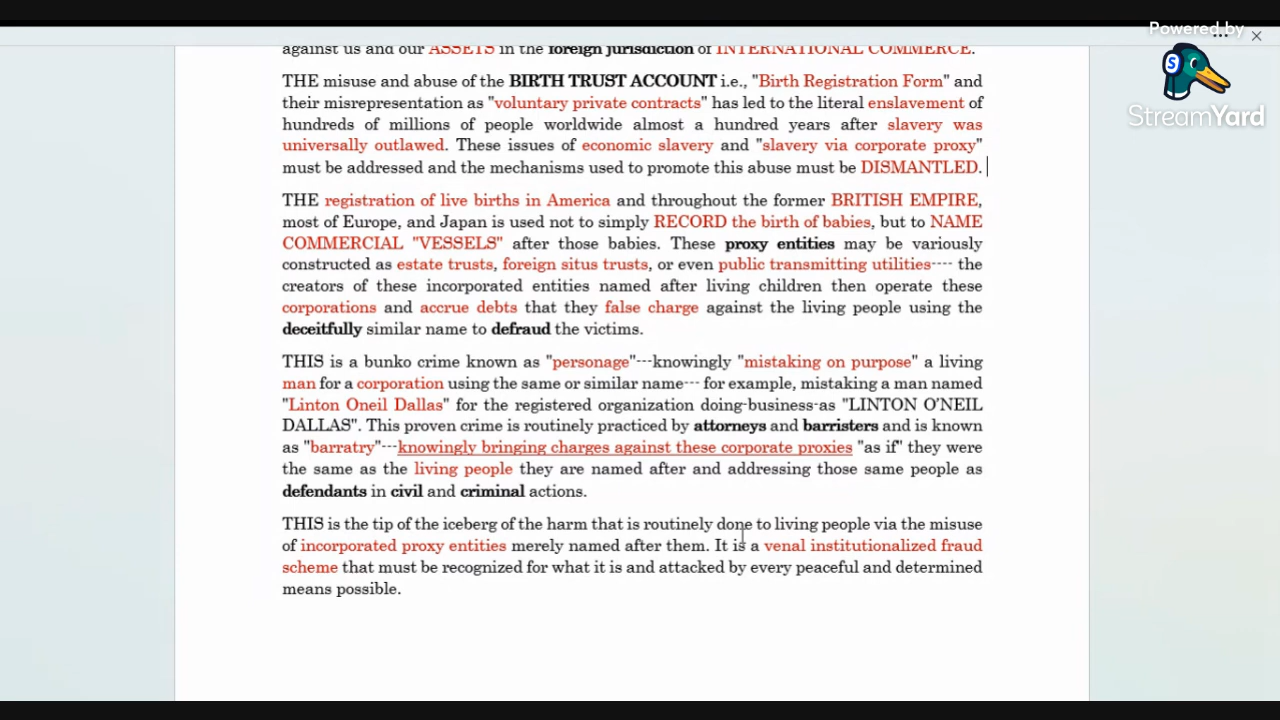 Powered by
StreamYard
against us and our ASSETS in the foreign jurisdiction of INTERNATIONAL COMMERCE.
THE misuse and abuse of the BIRTH TRUST ACCOUNT i.e., "Birth Registration Form" and
their misrepresentation as "voluntary private contracts" has led to the literal enslavement of
hundreds of millions of people worldwide almost a hundred years after slavery was
universally outlawed. These issues of economic slavery and "slavery via corporate proxy"
must be addressed and the mechanisms used to promote this abuse must be DISMANTLED.
THE registration of live births in America and throughout the former BRITISH EMPIRE,
most of Europe, and Japan is used not to simply RECORD the birth of babies, but to NAME
COMMERCIAL "VESSELS" after those babies. These proxy entities may be variously
constructed as estate trusts, foreign situs trusts, or even public transmitting utilities---- the
creators of these incorporated entities named after living children then operate these
corporations and accrue debts that they false charge against the living people using the
deceitfully similar name to defraud the victims.
THIS is a bunko crime known as "personage"---knowingly "mistaking on purpose" a living
man for a corporation using the same or similar name--- for example, mistaking a man named
"Linton Oneil Dallas" for the registered organization doing-business-as "LINTON O'NEIL
DALLAS". This proven crime is routinely practiced by attorneys and barristers and is known
as "barratry"---knowingly bringing charges against these corporate proxies "as if" they were
the same as the living people they are named after and addressing those same people as
defendants in civil and criminal actions.
THIS is the tip of the iceberg of the harm that is routinely done to living people via the misuse
of incorporated proxy entities merely named after them. It is a venal institutionalized fraud
scheme that must be recognized for what it is and attacked by every peaceful and determined
means possible.